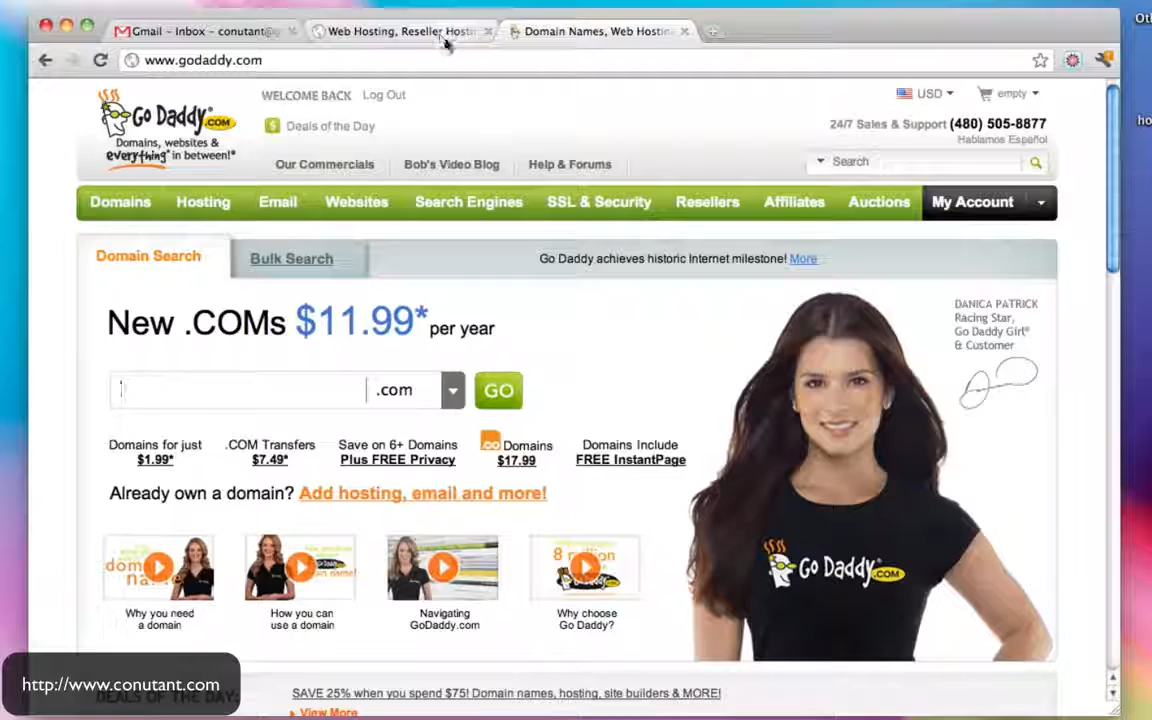 Gmail - Inbox - conutant@
Web Hosting, Reseller Hosti
Domain Names, Web Hostin
Ot
www.godaddy.com
WELCOME BACK Log Out
USD empty
Go Daddy .COM
Domains, websites &
everything* in between!*
Deals of the Day
24/7 Sales & Support (480) 505-8877
Hablamos Español
ho
Our Commercials Bob's Video Blog Help & Forums
Search
Domains Hosting Email Websites Search Engines SSL & Security Resellers Affiliates Auctions My Account
Domain Search Bulk Search
Go Daddy achieves historic Internet milestone! More
New .COMs $11.99* per year
DANICA PATRICK
Racing Star,
Go Daddy Girl®
& Customer
.com GO
Domains for just
$1.99*
.COM Transfers
$7.49*
Save on 6+ Domains
Plus FREE Privacy
.co Domains
$17.99
Domains Include
FREE InstantPage
Already own a domain? Add hosting, email and more!
8 million
Go Daddy.COM
Why you need
a domain
How you can
use a domain
Navigating
GoDaddy.com
Why choose
Go Daddy?
http://www.conutant.com
DEALS OF THE DAY:
SAVE 25% when you spend $75! Domain names, hosting, site builders & MORE!
View More